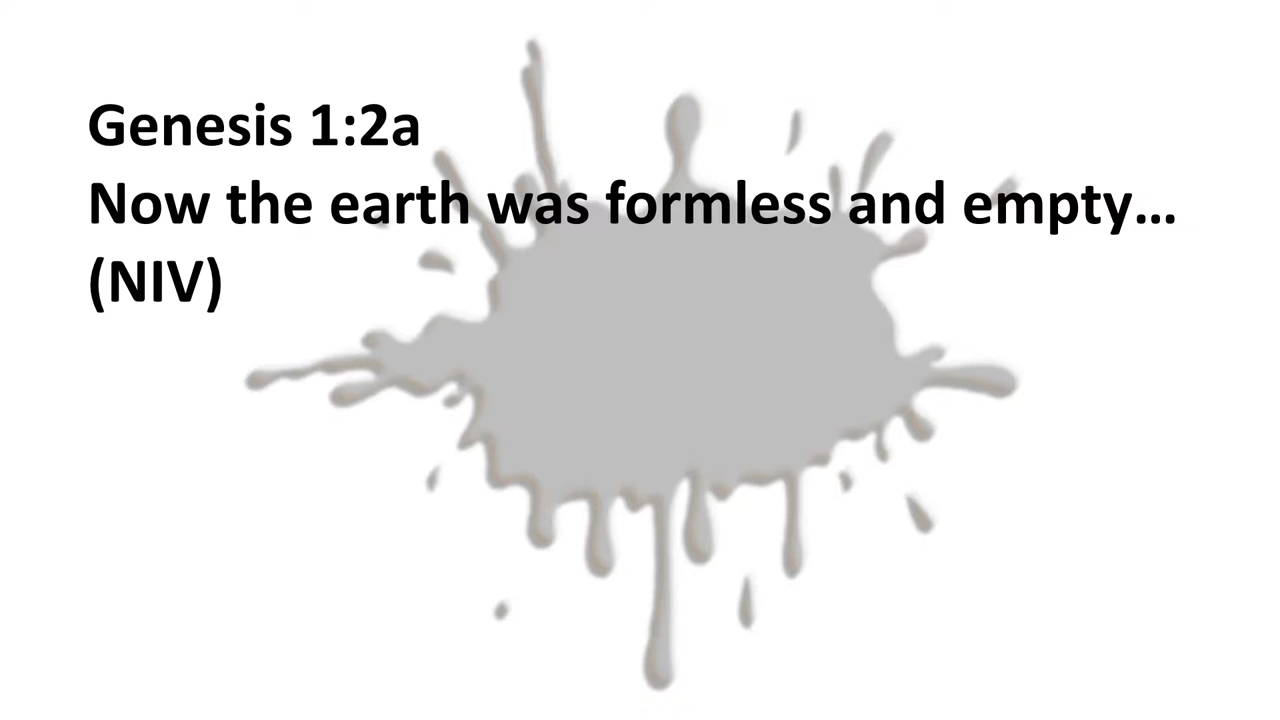 Genesis 1:2a
Now the earth was formless and empty…
(NIV)